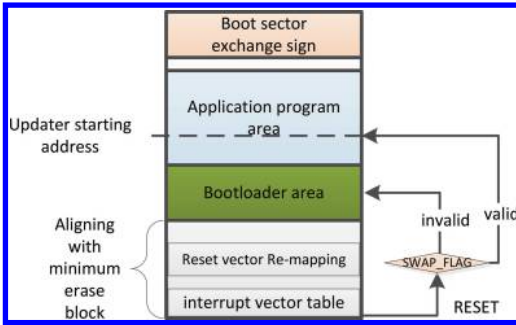 Boot sector
exchange sign
Application program
area
Updater starting
address
Bootloader area
invalid
valid
Aligning
with
minimum
erase
block
Reset vector Re-mapping
SWAP_FLAG
interrupt vector table
RESET